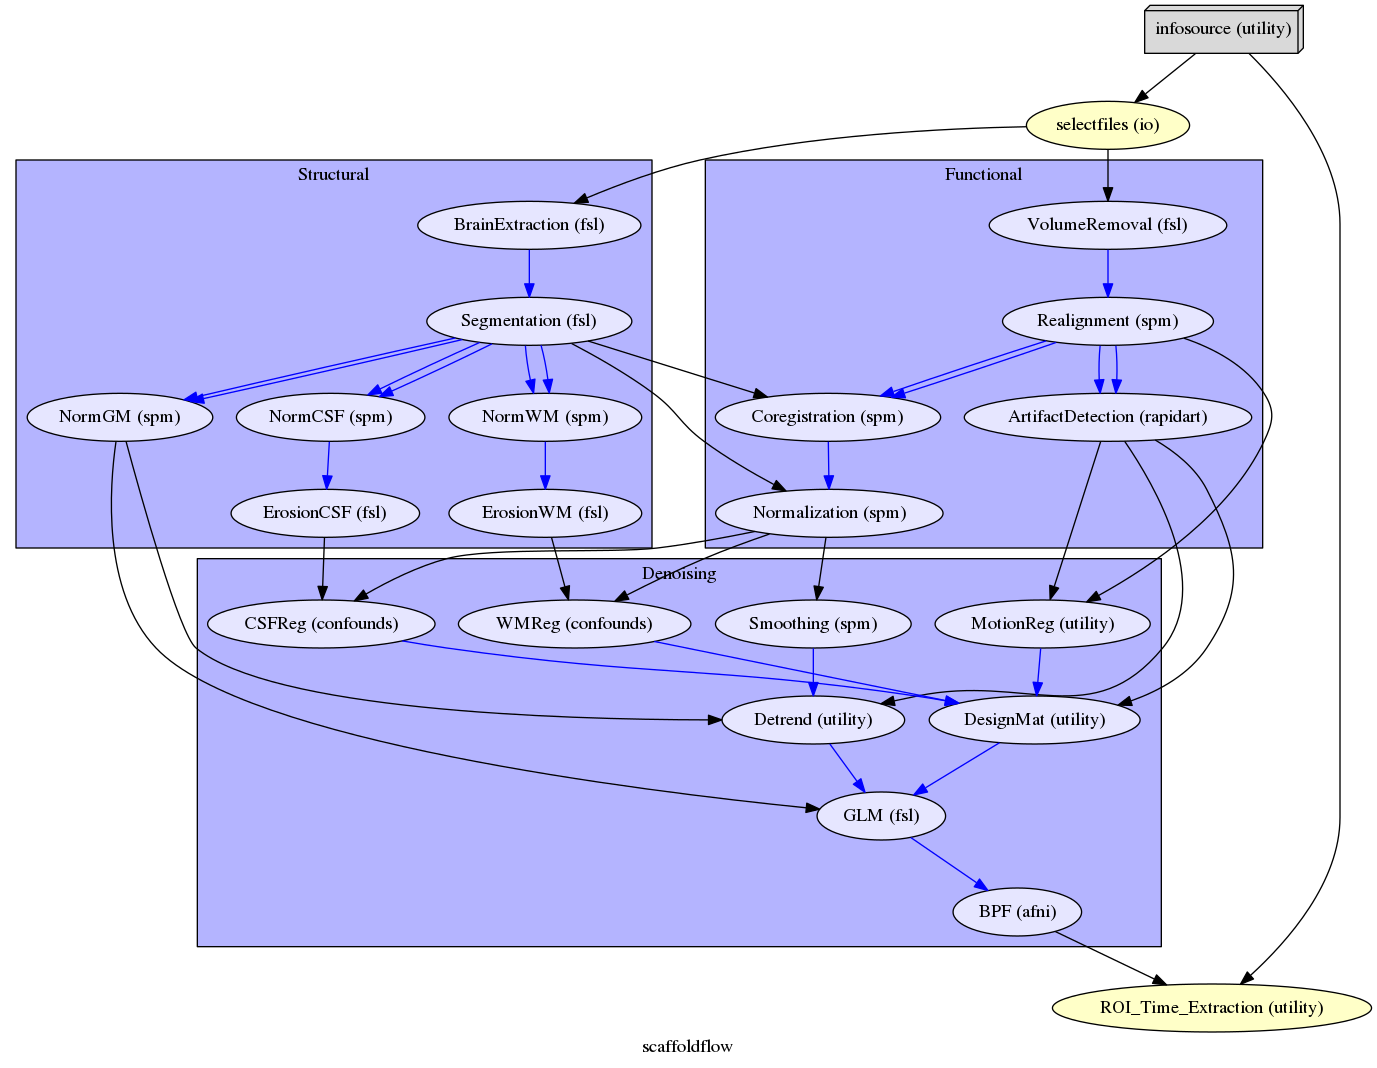 infosource (utility)
selectfiles (io)
Structural
Functional
BrainExtraction (fsl)
VolumeRemoval (fsl)
Segmentation (fsl)
Realignment (spm)
NormGM (spm)
NormCSF (spm)
NormWM (spm)
Coregistration (spm)
ArtifactDetection (rapidart)
ErosionCSF (fsl)
ErosionWM (fsl)
Normalization (spm)
Denoising
CSFReg (confounds)
WMReg (confounds)
Smoothing (spm)
MotionReg (utility)
Detrend (utility)
DesignMat (utility)
GLM (fsl)
BPF (afni)
ROI_Time_Extraction (utility)
scaffoldflow